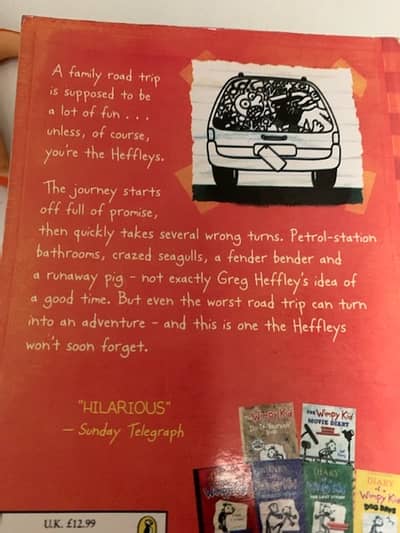 A family road trip
is supposed to be
a lot of fun . . .
unless, of course,
you're the Heffleys.
The journey starts
off full of promise,
then quickly takes several wrong turns. Petrol-station
bathrooms, crazed seagulls, a fender bender and
a runaway pig – not exactly Greg Heffley's idea of
a good time. But even the worst road trip can turn
into an adventure – and this is one the Heffleys
won't soon forget.
"HILARIOUS"
— Sunday Telegraph
Wimpy Kid
Do-It-Yourself
THE Wimpy Kid
MOVIE DIARY
Wimpy
DIARY
THE LAST STRAW
DIARY
of a
Wimpy Kid
DOG DAYS
U.K. £12.99